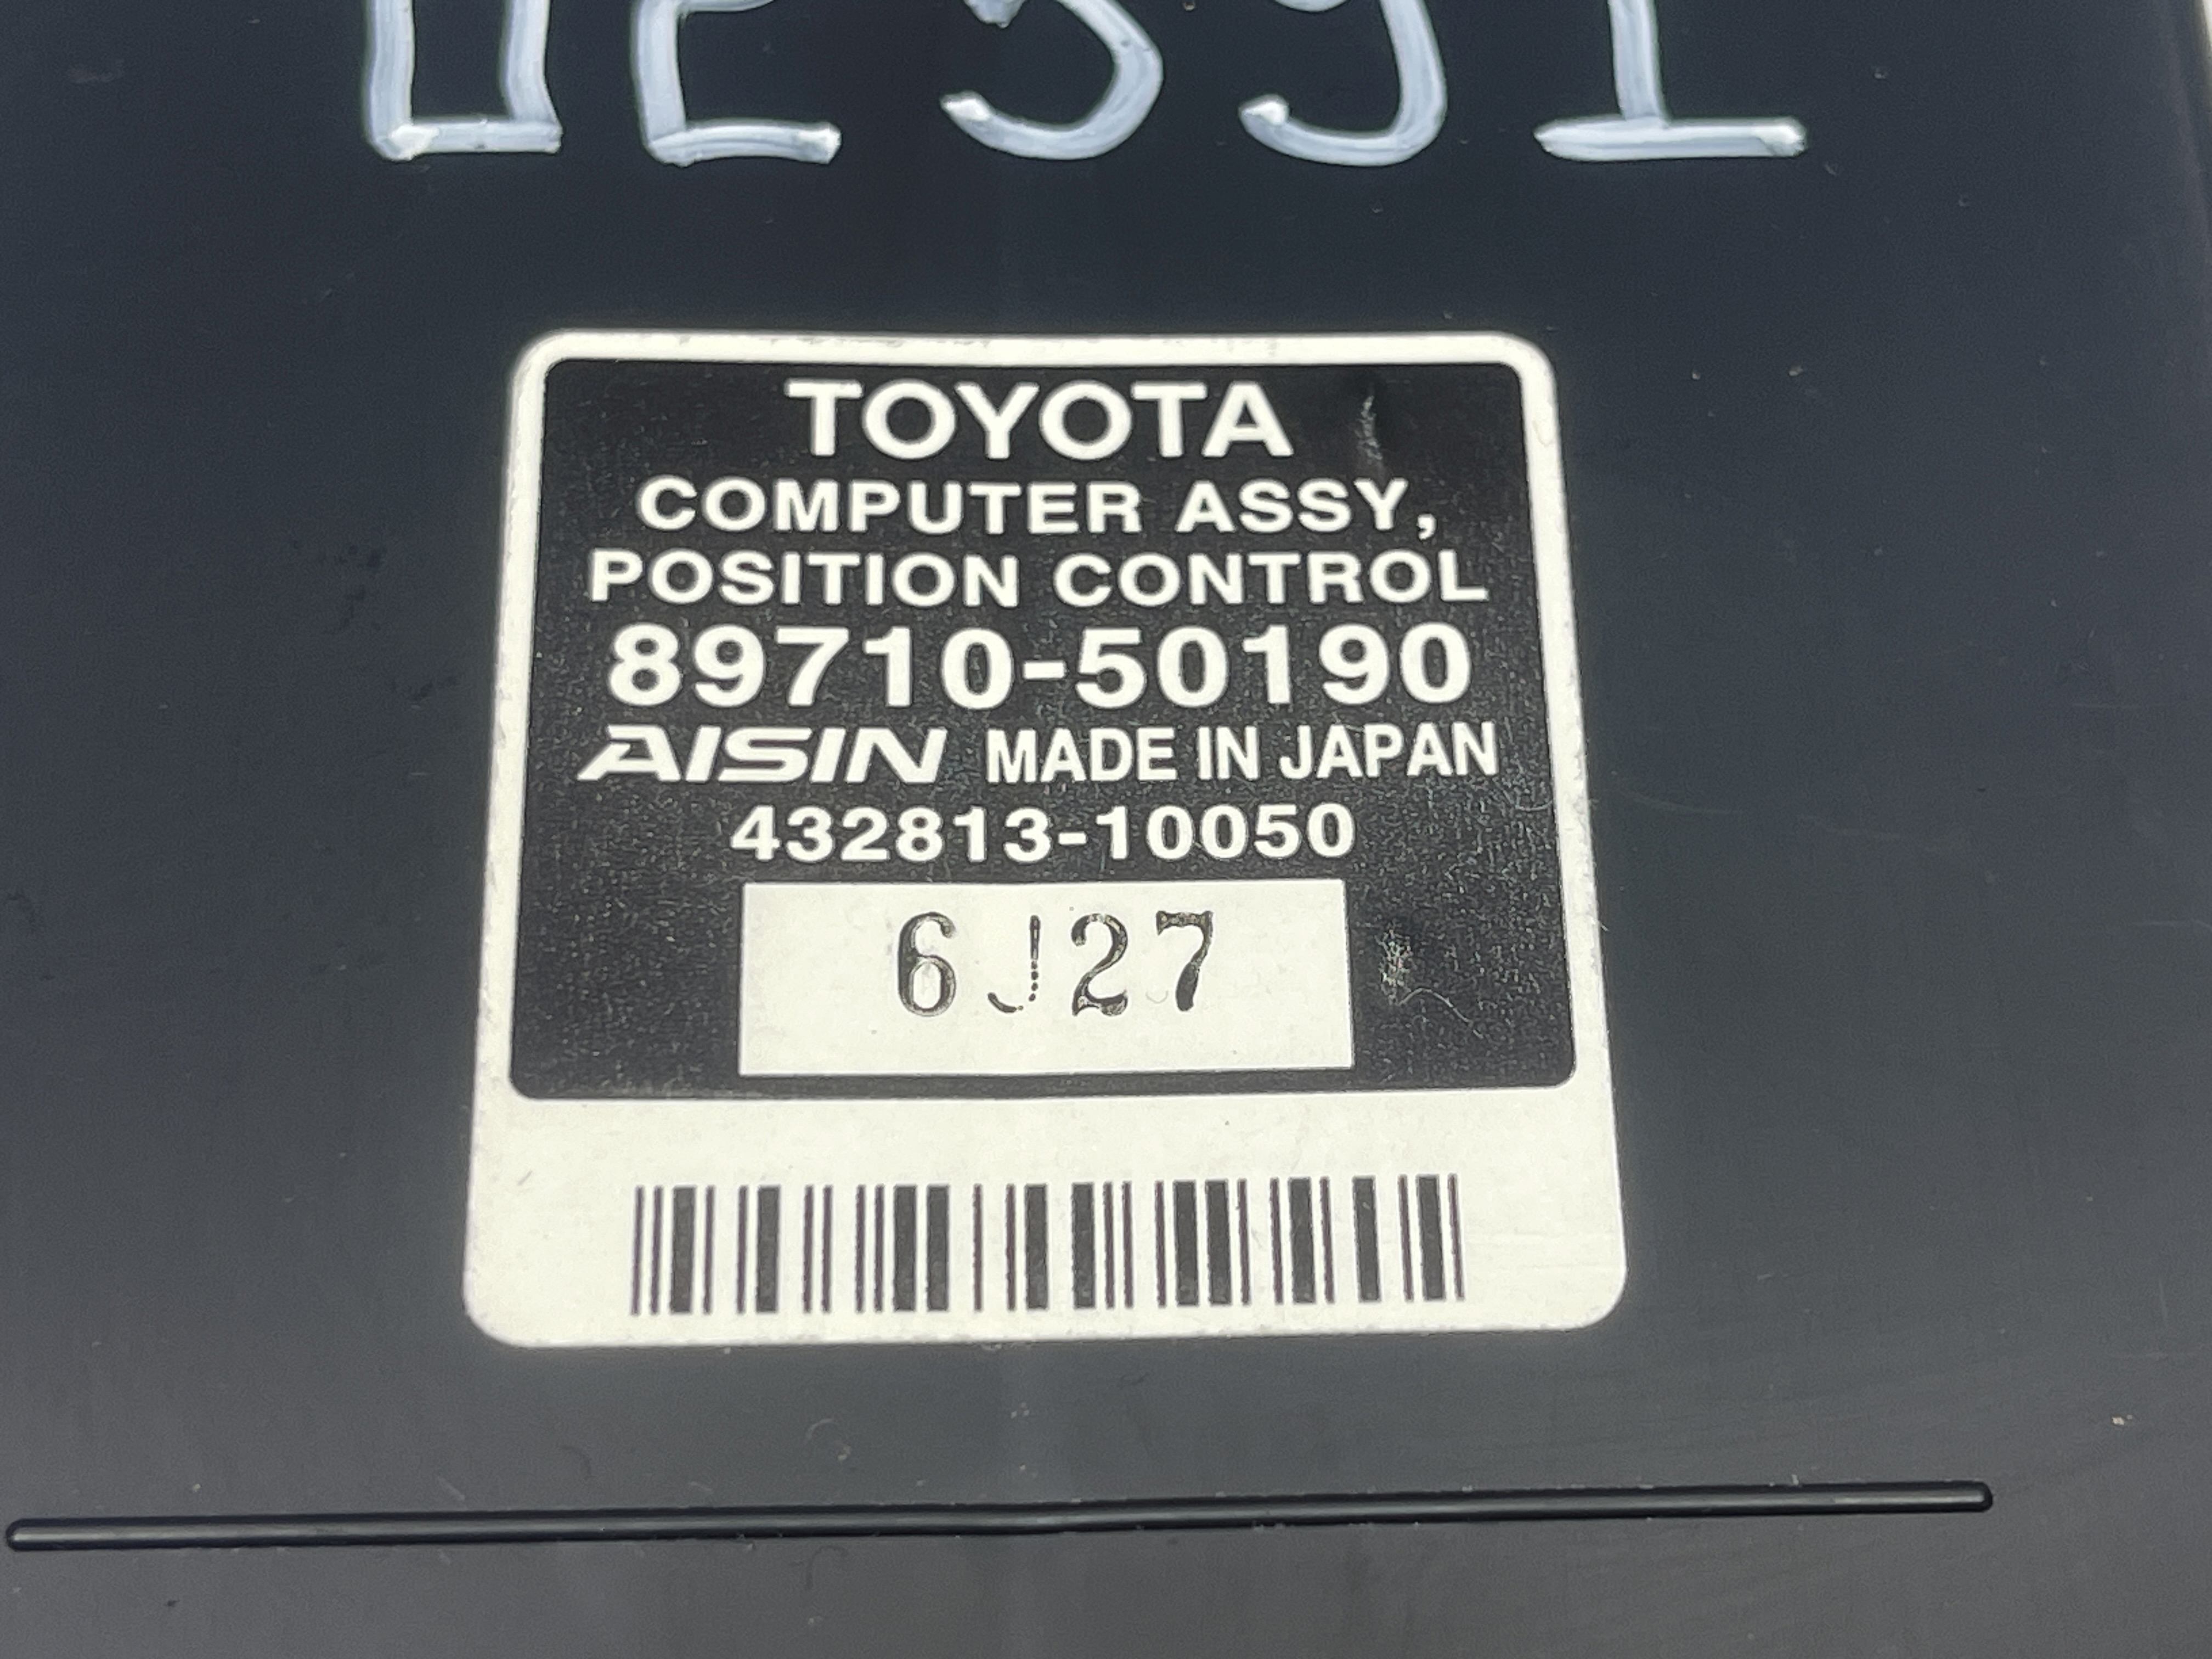 TOYOTA
COMPUTER ASSY,
POSITION CONTROL
89710-50190
AISIN MADE IN JAPAN
432813-10050
6J27